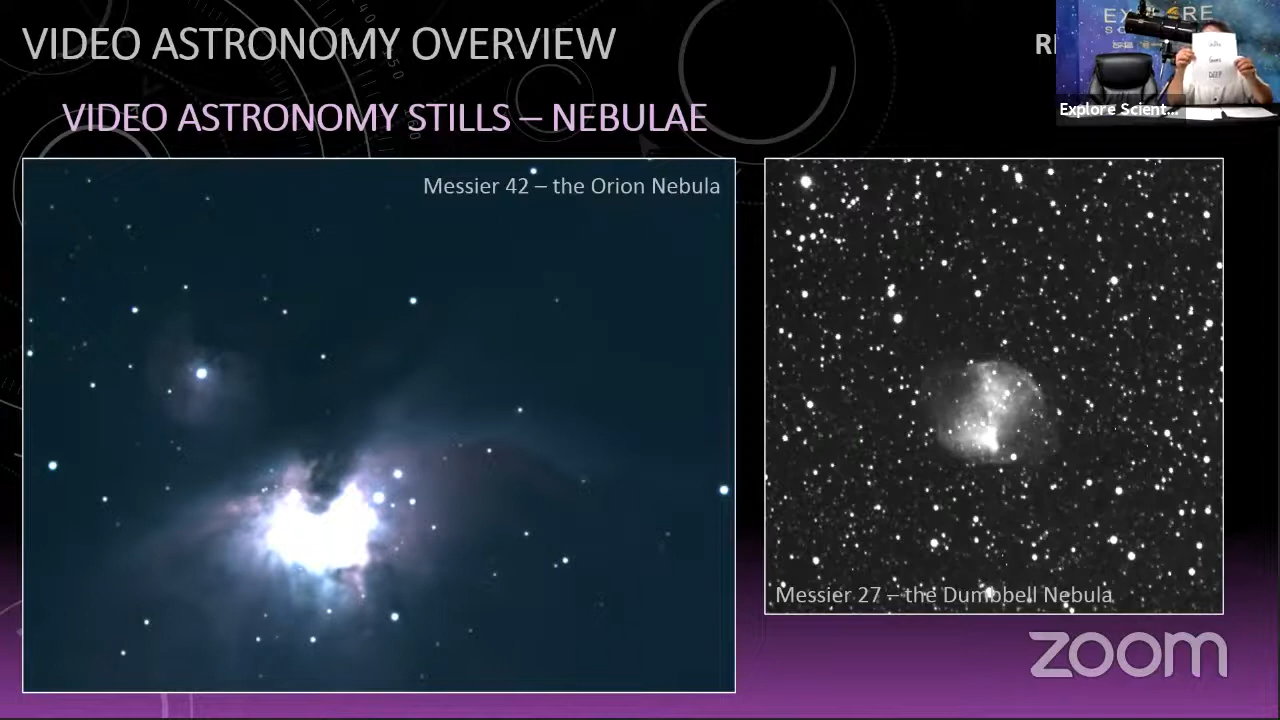 VIDEO ASTRONOMY OVERVIEW
VIDEO ASTRONOMY STILLS – NEBULAE
Messier 42 – the Orion Nebula
Messier 27 – the Dumbbell Nebula
Explore Scient...
DEEP
zoom